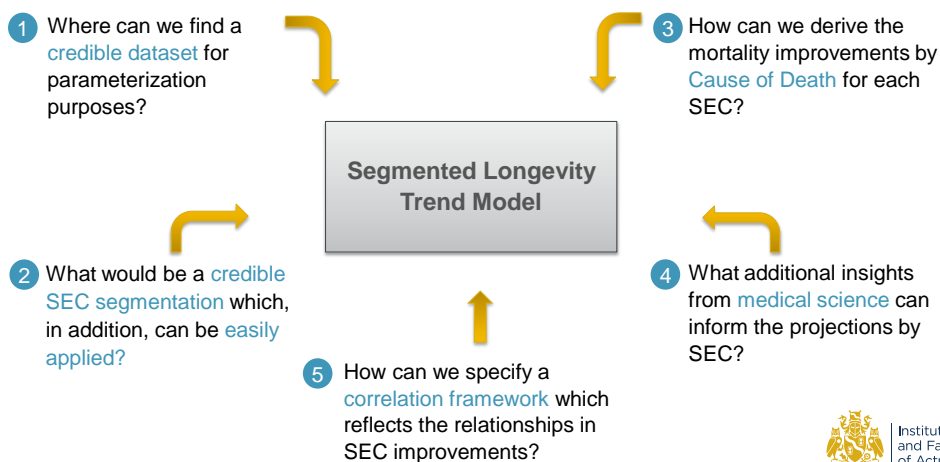 1
Where can we find a
credible dataset for
parameterization
purposes?
3
How can we derive the
mortality improvements by
Cause of Death for each
SEC?
Segmented Longevity
Trend Model
2
What would be a credible
SEC segmentation which,
in addition, can be easily
applied?
4
What additional insights
from medical science can
inform the projections by
SEC?
5
How can we specify a
correlation framework which
reflects the relationships in
SEC improvements?
Institut
and Fa
of Actu